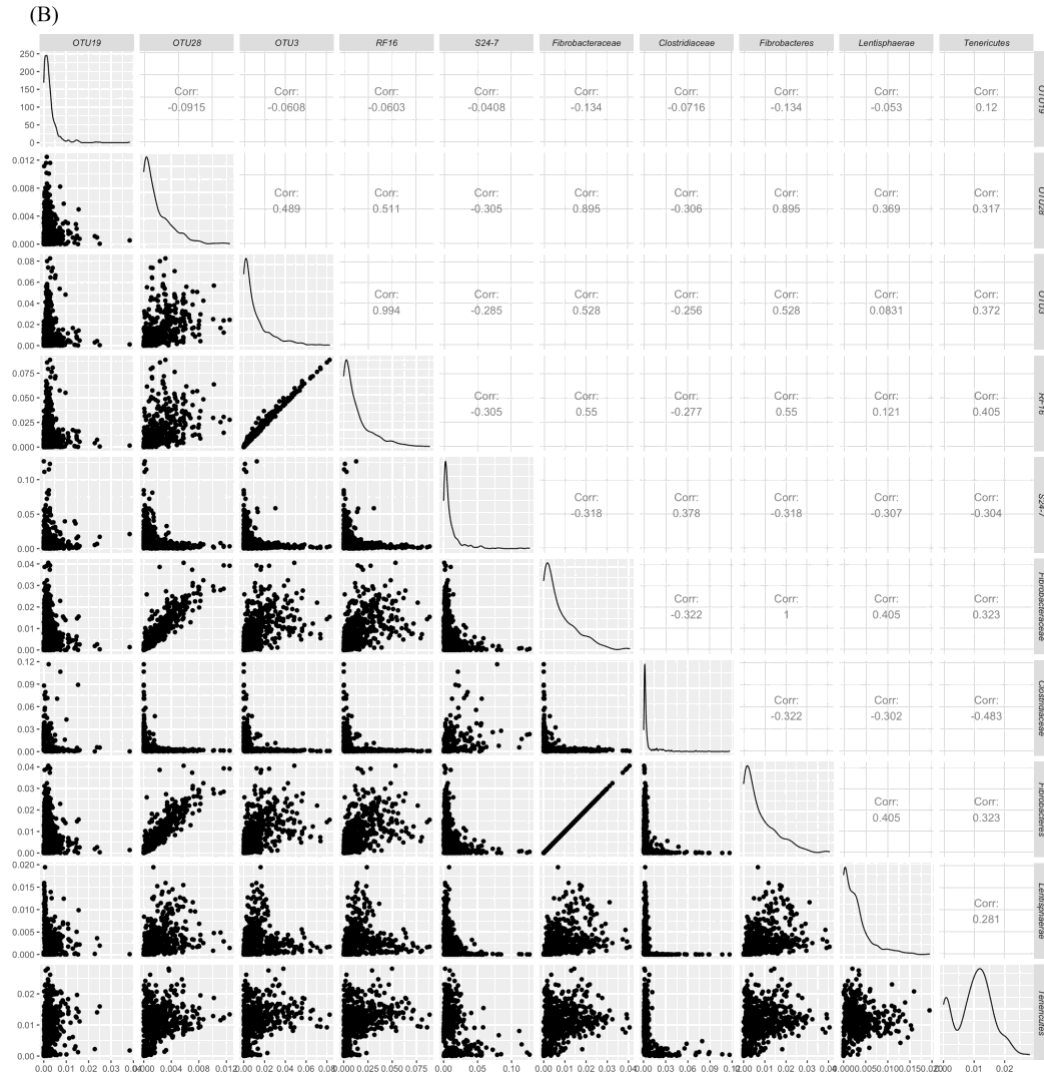 (B)
OTU19 OTU28 OTU3 RF16 S24-7 Fibrobacteraceae Clostridiaceae Fibrobacteres Lentisphaerae Tenericutes
250
200
150
100
50
0
Corr: Corr: Corr: Corr: Corr: Corr: Corr: Corr: Corr:
-0.0915 -0.0608 -0.0603 -0.0408 -0.134 -0.0716 -0.134 -0.053 0.12
OTU19
0.012
0.008
0.004
0.000
Corr: Corr: Corr: Corr: Corr: Corr: Corr: Corr:
0.489 0.511 -0.305 0.895 -0.306 0.895 0.369 0.317
OTU28
0.08
0.06
0.04
0.02
0.00
Corr: Corr: Corr: Corr: Corr: Corr: Corr:
0.994 -0.285 0.528 -0.256 0.528 0.0831 0.372
OTU3
0.075
0.050
0.025
0.000
Corr: Corr: Corr: Corr: Corr: Corr:
-0.305 0.55 -0.277 0.55 0.121 0.405
RF16
0.10
0.05
0.00
Corr: Corr: Corr: Corr: Corr:
-0.318 0.378 -0.318 -0.307 -0.304
S24-7
0.04
0.03
0.02
0.01
0.00
Corr: Corr: Corr: Corr:
-0.322 1 0.405 0.323
Fibrobacteraceae
0.12
0.09
0.06
0.03
0.00
Corr: Corr: Corr:
-0.322 -0.302 -0.483
Clostridiaceae
0.04
0.03
0.02
0.01
0.00
Corr: Corr:
0.405 0.323
Fibrobacteres
0.020
0.015
0.010
0.005
0.000
Corr:
0.281
Lentisphaerae
0.02
0.01
0.00
Tenericutes
0.00 0.01 0.02 0.03 0.04 0.000 0.004 0.008 0.012 0.00 0.02 0.04 0.06 0.08 0.000 0.025 0.050 0.075 0.00 0.05 0.10 0.00 0.01 0.02 0.03 0.04 0.00 0.03 0.06 0.09 0.12 0.00 0.01 0.02 0.03 0.04 0.000 0.005 0.010 0.015 0.020 0.00 0.01 0.02